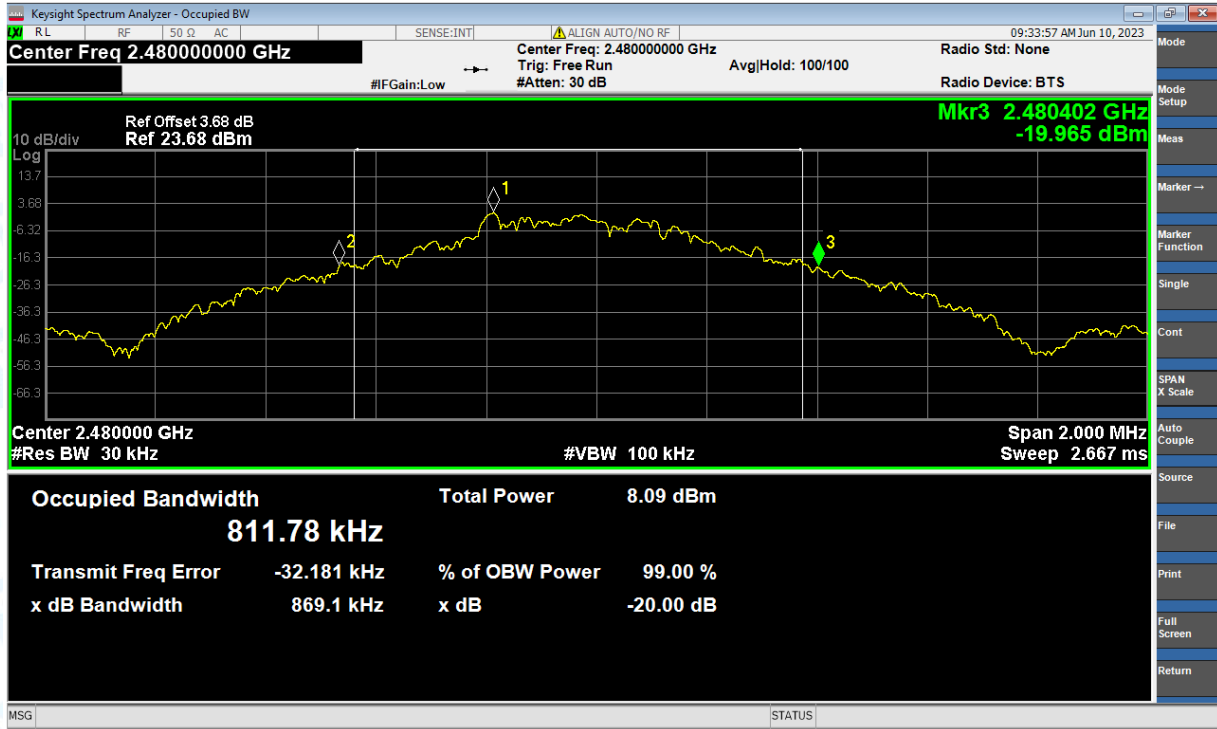 Keysight Spectrum Analyzer - Occupied BW
LXI RL RF 50 Ω AC SENSE:INT ALIGN AUTO/NO RF 09:33:57 AM Jun 10, 2023
Center Freq 2.480000000 GHz
Center Freq: 2.480000000 GHz Radio Std: None
Trig: Free Run Avg|Hold: 100/100
#IFGain:Low #Atten: 30 dB Radio Device: BTS
Ref Offset 3.68 dB Mkr3 2.480402 GHz
10 dB/div Ref 23.68 dBm -19.965 dBm
Log
13.7
3.68
-6.32
-16.3
-26.3
-36.3
-46.3
-56.3
-66.3
1
2
3
Center 2.480000 GHz Span 2.000 MHz
#Res BW 30 kHz #VBW 100 kHz Sweep 2.667 ms
Occupied Bandwidth Total Power 8.09 dBm
811.78 kHz
Transmit Freq Error -32.181 kHz % of OBW Power 99.00 %
x dB Bandwidth 869.1 kHz x dB -20.00 dB
MSG STATUS
Mode
Mode
Setup
Meas
Marker→
Marker
Function
Single
Cont
SPAN
X Scale
Auto
Couple
Source
File
Print
Full
Screen
Return